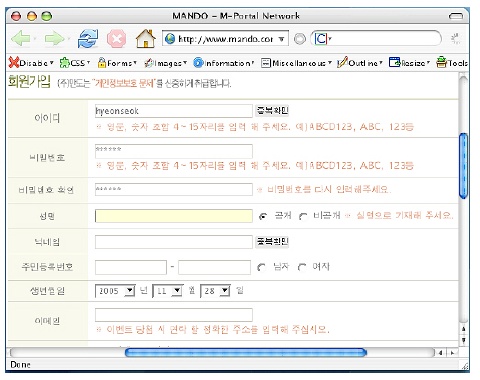 MANDO - M-Portal Network
http://www.mando.cor
Disable CSS Forms Images Information Miscellaneous Outline Resize Tools
회원가입 (주)만도는 "개인정보보호 문제"를 신중하게 취급합니다.
아이디 hyeonseok 중복확인
※ 영문, 숫자 조합 4~15자리를 입력 해 주세요. 예)ABCD123, ABC, 123등
비밀번호 ******
※ 영문, 숫자 조합 4~15자리를 입력 해 주세요. 예)ABCD123, ABC, 123등
비밀번호 확인 ****** ※ 비밀번호를 다시 입력해주세요.
성명 공개 비공개 ※ 실명으로 기재해 주세요.
닉네임 중복확인
주민등록번호 - 남자 여자
생년월일 2005 년 11 월 28 일
이메일
※ 이벤트 당첨 시 연락 할 정확한 주소를 입력해 주십시요.
Done